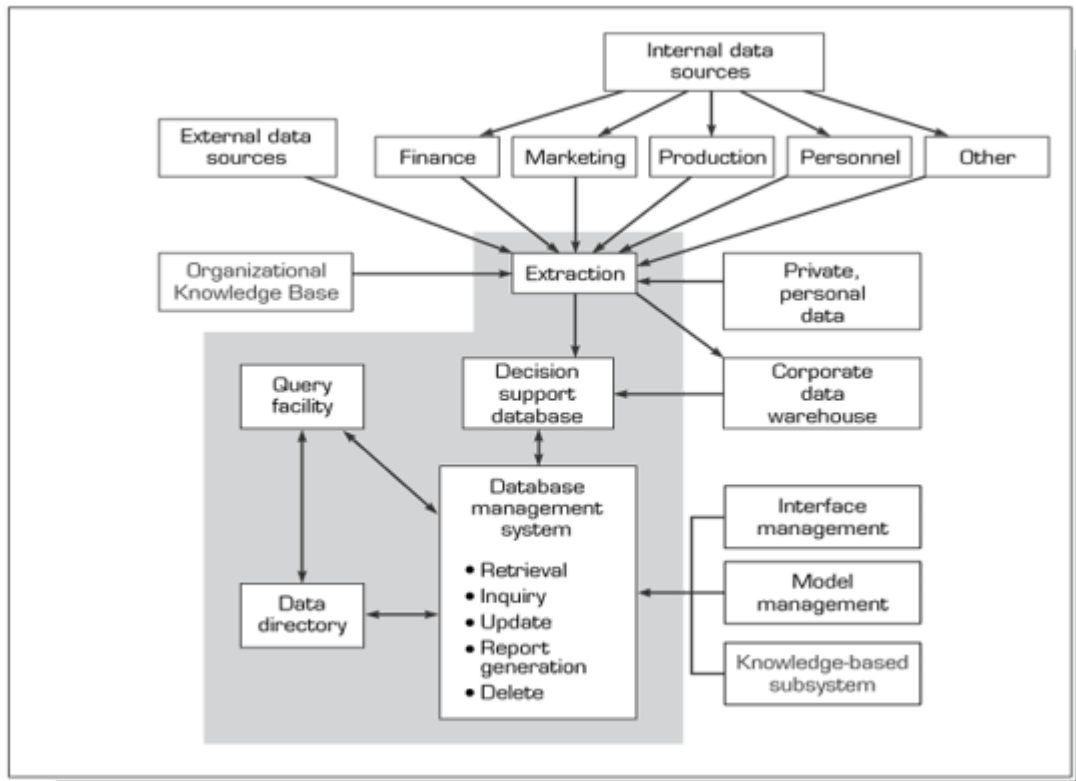 Internal data
sources
External data
sources
Finance
Marketing
Production
Personnel
Other
Organizational
Knowledge Base
Extraction
Private,
personal
data
Query
facility
Decision
support
database
Corporate
data
warehouse
Database
management
system
• Retrieval
• Inquiry
• Update
• Report
generation
• Delete
Interface
management
Data
directory
Model
management
Knowledge-based
subsystem